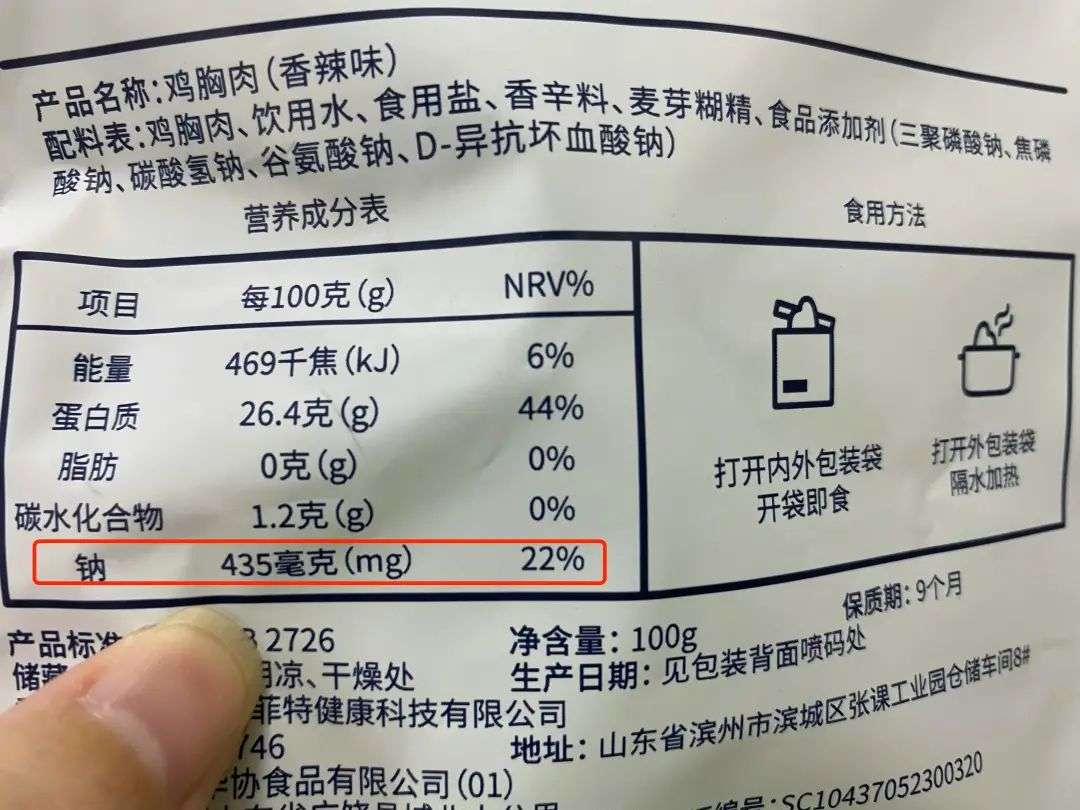 产品名称:鸡胸肉(香辣味)
配料表:鸡胸肉、饮用水、食用盐、香辛料、麦芽糊精、食品添加剂(三聚磷酸钠、焦磷
酸钠、碳酸氢钠、谷氨酸钠、D-异抗坏血酸钠)
营养成分表
项目 每100克(g) NRV%
能量 469千焦(kJ) 6%
蛋白质 26.4克(g) 44%
脂肪 0克(g) 0%
碳水化合物 1.2克(g) 0%
钠 435毫克(mg) 22%
食用方法
打开内外包装袋
开袋即食
打开外包装袋
隔水加热
保质期:9个月
产品标准 2726
净含量:100g
储藏 凉、干燥处
生产日期:见包装背面喷码处
菲特健康科技有限公司
746
地址:山东省滨州市滨城区张课工业园仓储车间8#
华协食品有限公司(01)
编号:SC10437052300320